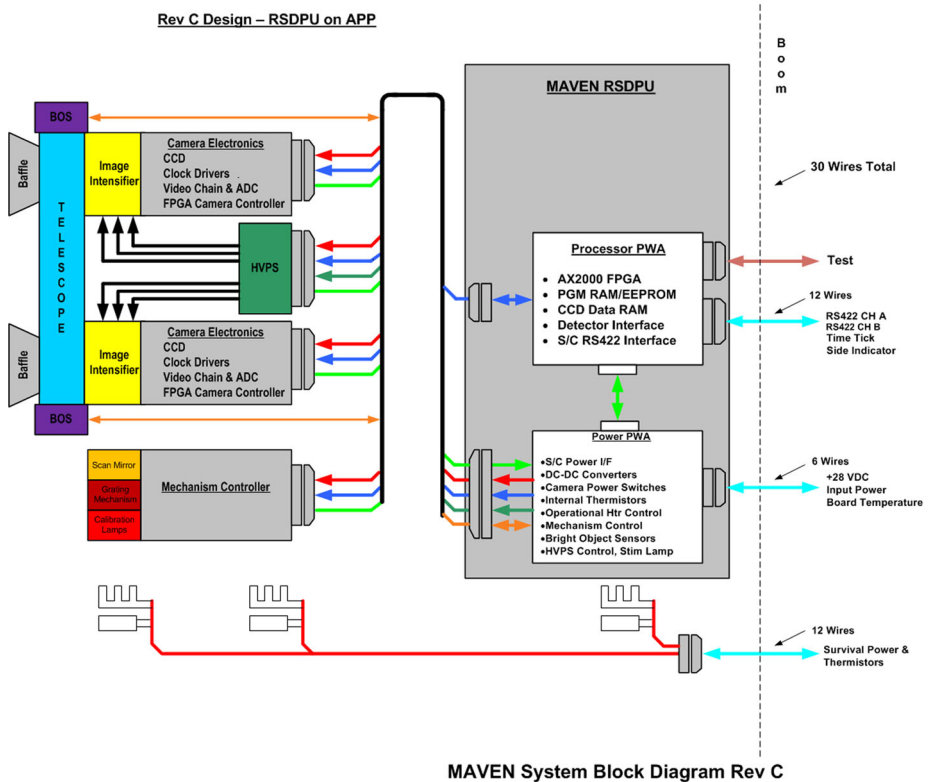 Rev C Design – RSDPU on APP
B
o
o
m
MAVEN RSDPU
BOS
Baffle
TELESCOPE
Image
Intensifier
Camera Electronics
CCD
Clock Drivers
Video Chain & ADC
FPGA Camera Controller
30 Wires Total
HVPS
Processor PWA
• AX2000 FPGA
• PGM RAM/EEPROM
• CCD Data RAM
• Detector Interface
• S/C RS422 Interface
Test
12 Wires
RS422 CH A
RS422 CH B
Time Tick
Side Indicator
Baffle
Image
Intensifier
Camera Electronics
CCD
Clock Drivers
Video Chain & ADC
FPGA Camera Controller
BOS
Power PWA
•S/C Power I/F
•DC-DC Converters
•Camera Power Switches
•Internal Thermistors
•Operational Htr Control
•Mechanism Control
•Bright Object Sensors
•HVPS Control, Stim Lamp
6 Wires
+28 VDC
Input Power
Board Temperature
Scan Mirror
Grating
Mechanism
Calibration
Lamps
Mechanism Controller
12 Wires
Survival Power &
Thermistors
MAVEN System Block Diagram Rev C